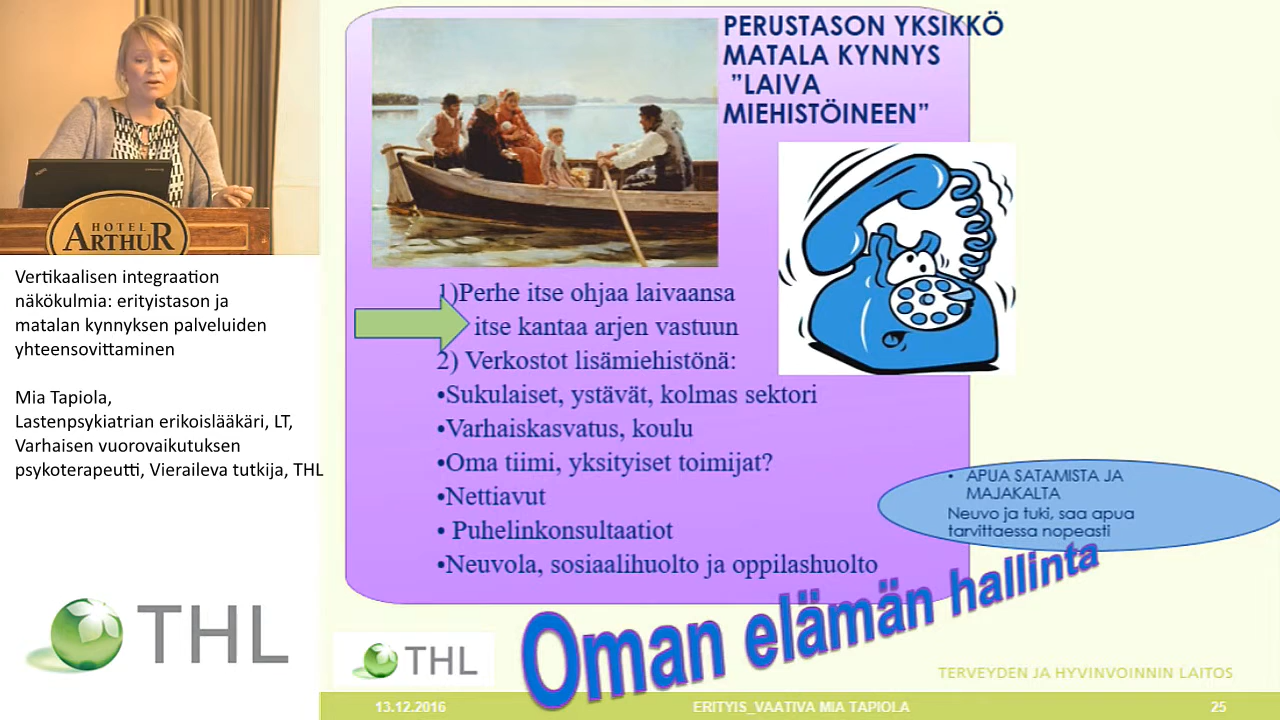 HOTEL
ARTHUR
Vertikaalisen integraation
näkökulmia: erityistason ja
matalan kynnyksen palveluiden
yhteensovittaminen
Mia Tapiola,
Lastenpsykiatrian erikoislääkäri, LT,
Varhaisen vuorovaikutuksen
psykoterapeutti, Vieraileva tutkija, THL
THL
PERUSTASON YKSIKKÖ
MATALA KYNNYS
”LAIVA
MIEHISTÖINEEN”
1)Perhe itse ohjaa laivaansa
itse kantaa arjen vastuun
2) Verkostot lisämiehistönä:
•Sukulaiset, ystävät, kolmas sektori
•Varhaiskasvatus, koulu
•Oma tiimi, yksityiset toimijat?
•Nettiavut
• Puhelinkonsultaatiot
•Neuvola, sosiaalihuolto ja oppilashuolto
• APUA SATAMISTA JA
MAJAKALTA
Neuvo ja tuki, saa apua
tarvittaessa nopeasti
Oman elämän hallinta
THL
TERVEYDEN JA HYVINVOINNIN LAITOS
13.12.2016 ERITYIS_VAATIVA MIA TAPIOLA 25